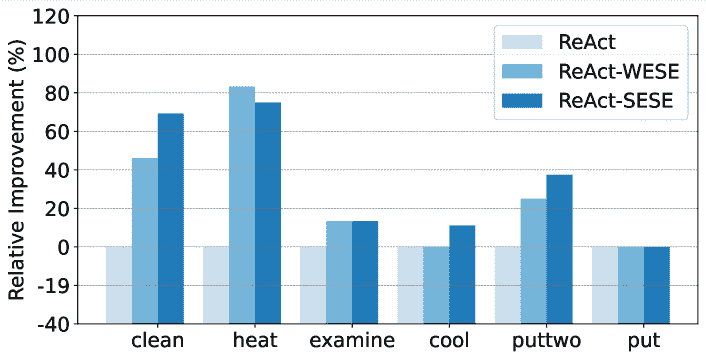 120
100
80
60
40
20
0
-19
-40
Relative Improvement (%)
ReAct
ReAct-WESE
ReAct-SESE
clean heat examine cool puttwo put